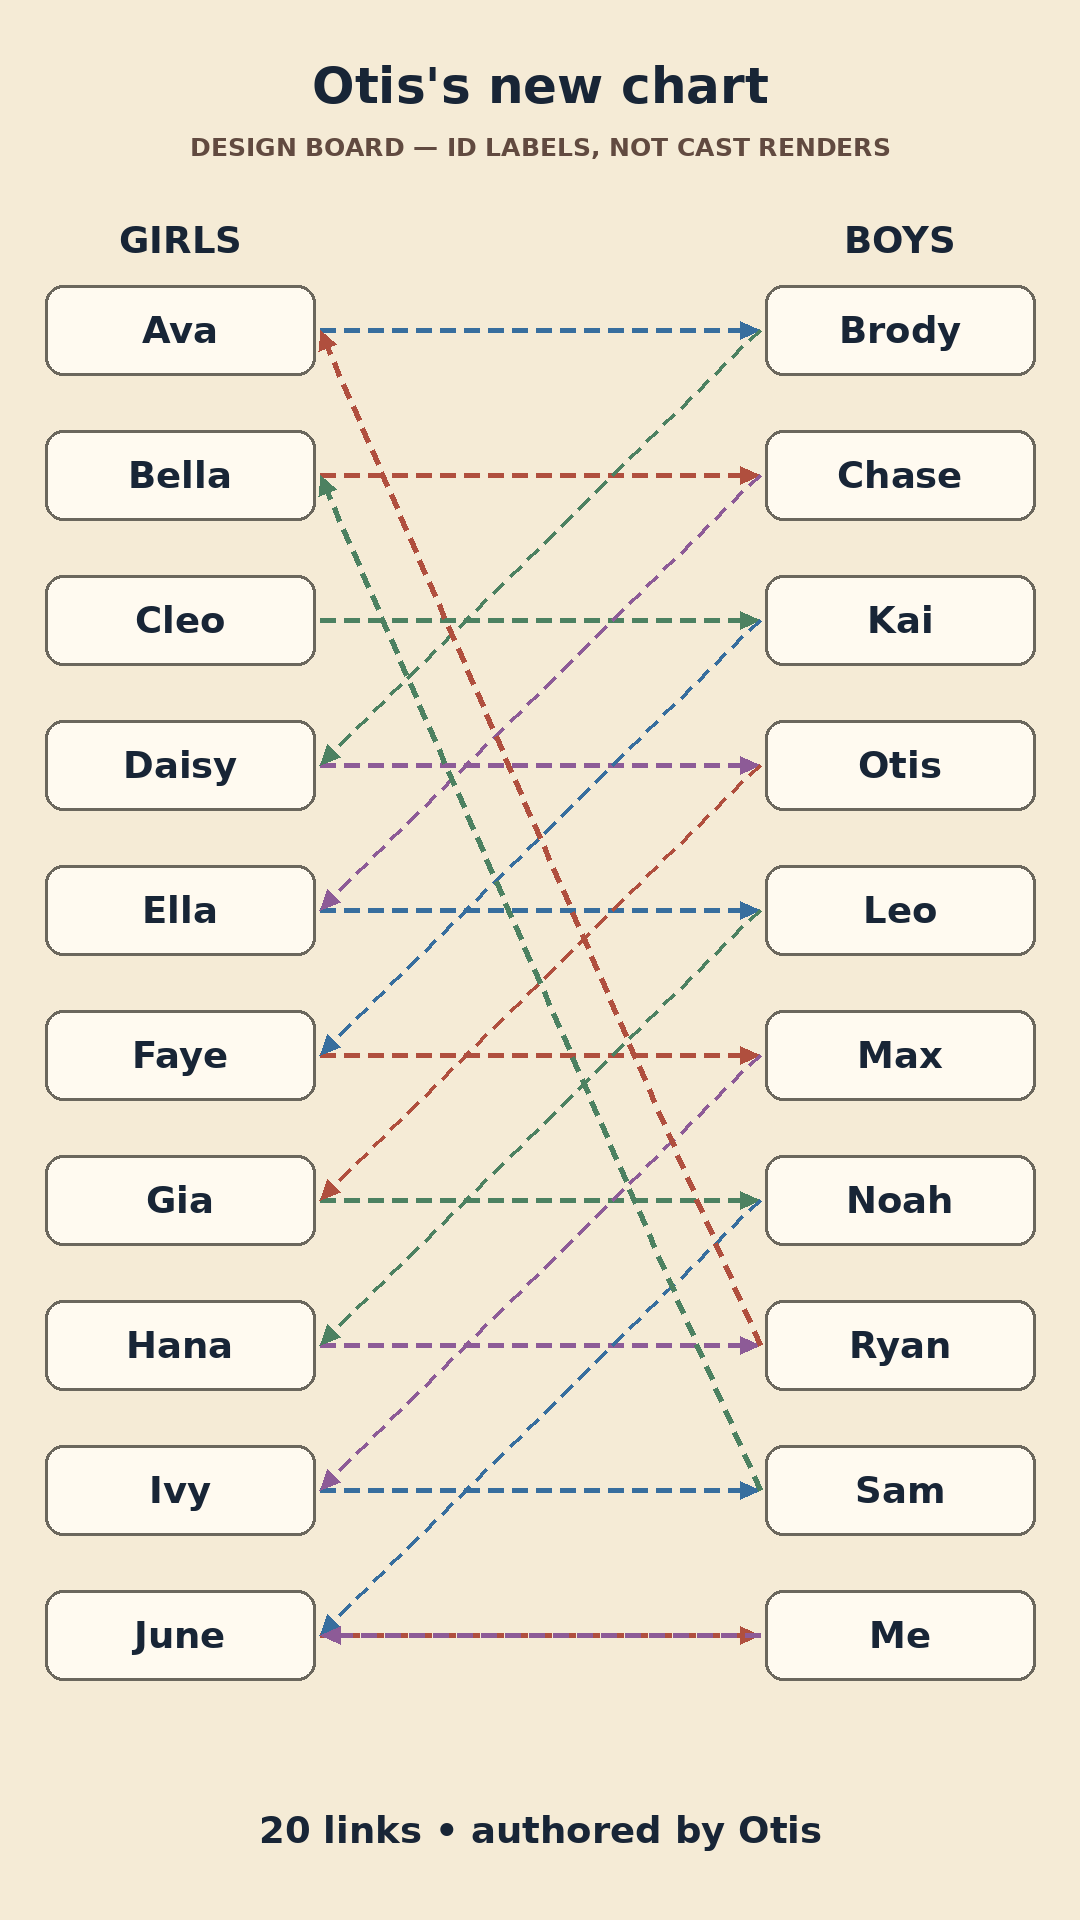 Otis's new chart
DESIGN BOARD — ID LABELS, NOT CAST RENDERS
GIRLS BOYS
Ava Brody
Bella Chase
Cleo Kai
Daisy Otis
Ella Leo
Faye Max
Gia Noah
Hana Ryan
Ivy Sam
June Me
20 links • authored by Otis